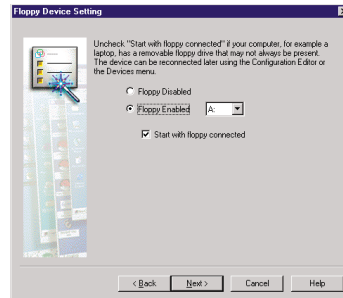 Floppy Device Setting
Uncheck "Start with floppy connected" if your computer, for example a
laptop, has a removable floppy drive that may not always be present.
The device can be reconnected later using the Configuration Editor or
the Devices menu.
Floppy Disabled
Floppy Enabled A:
Start with floppy connected
< Back Next > Cancel Help